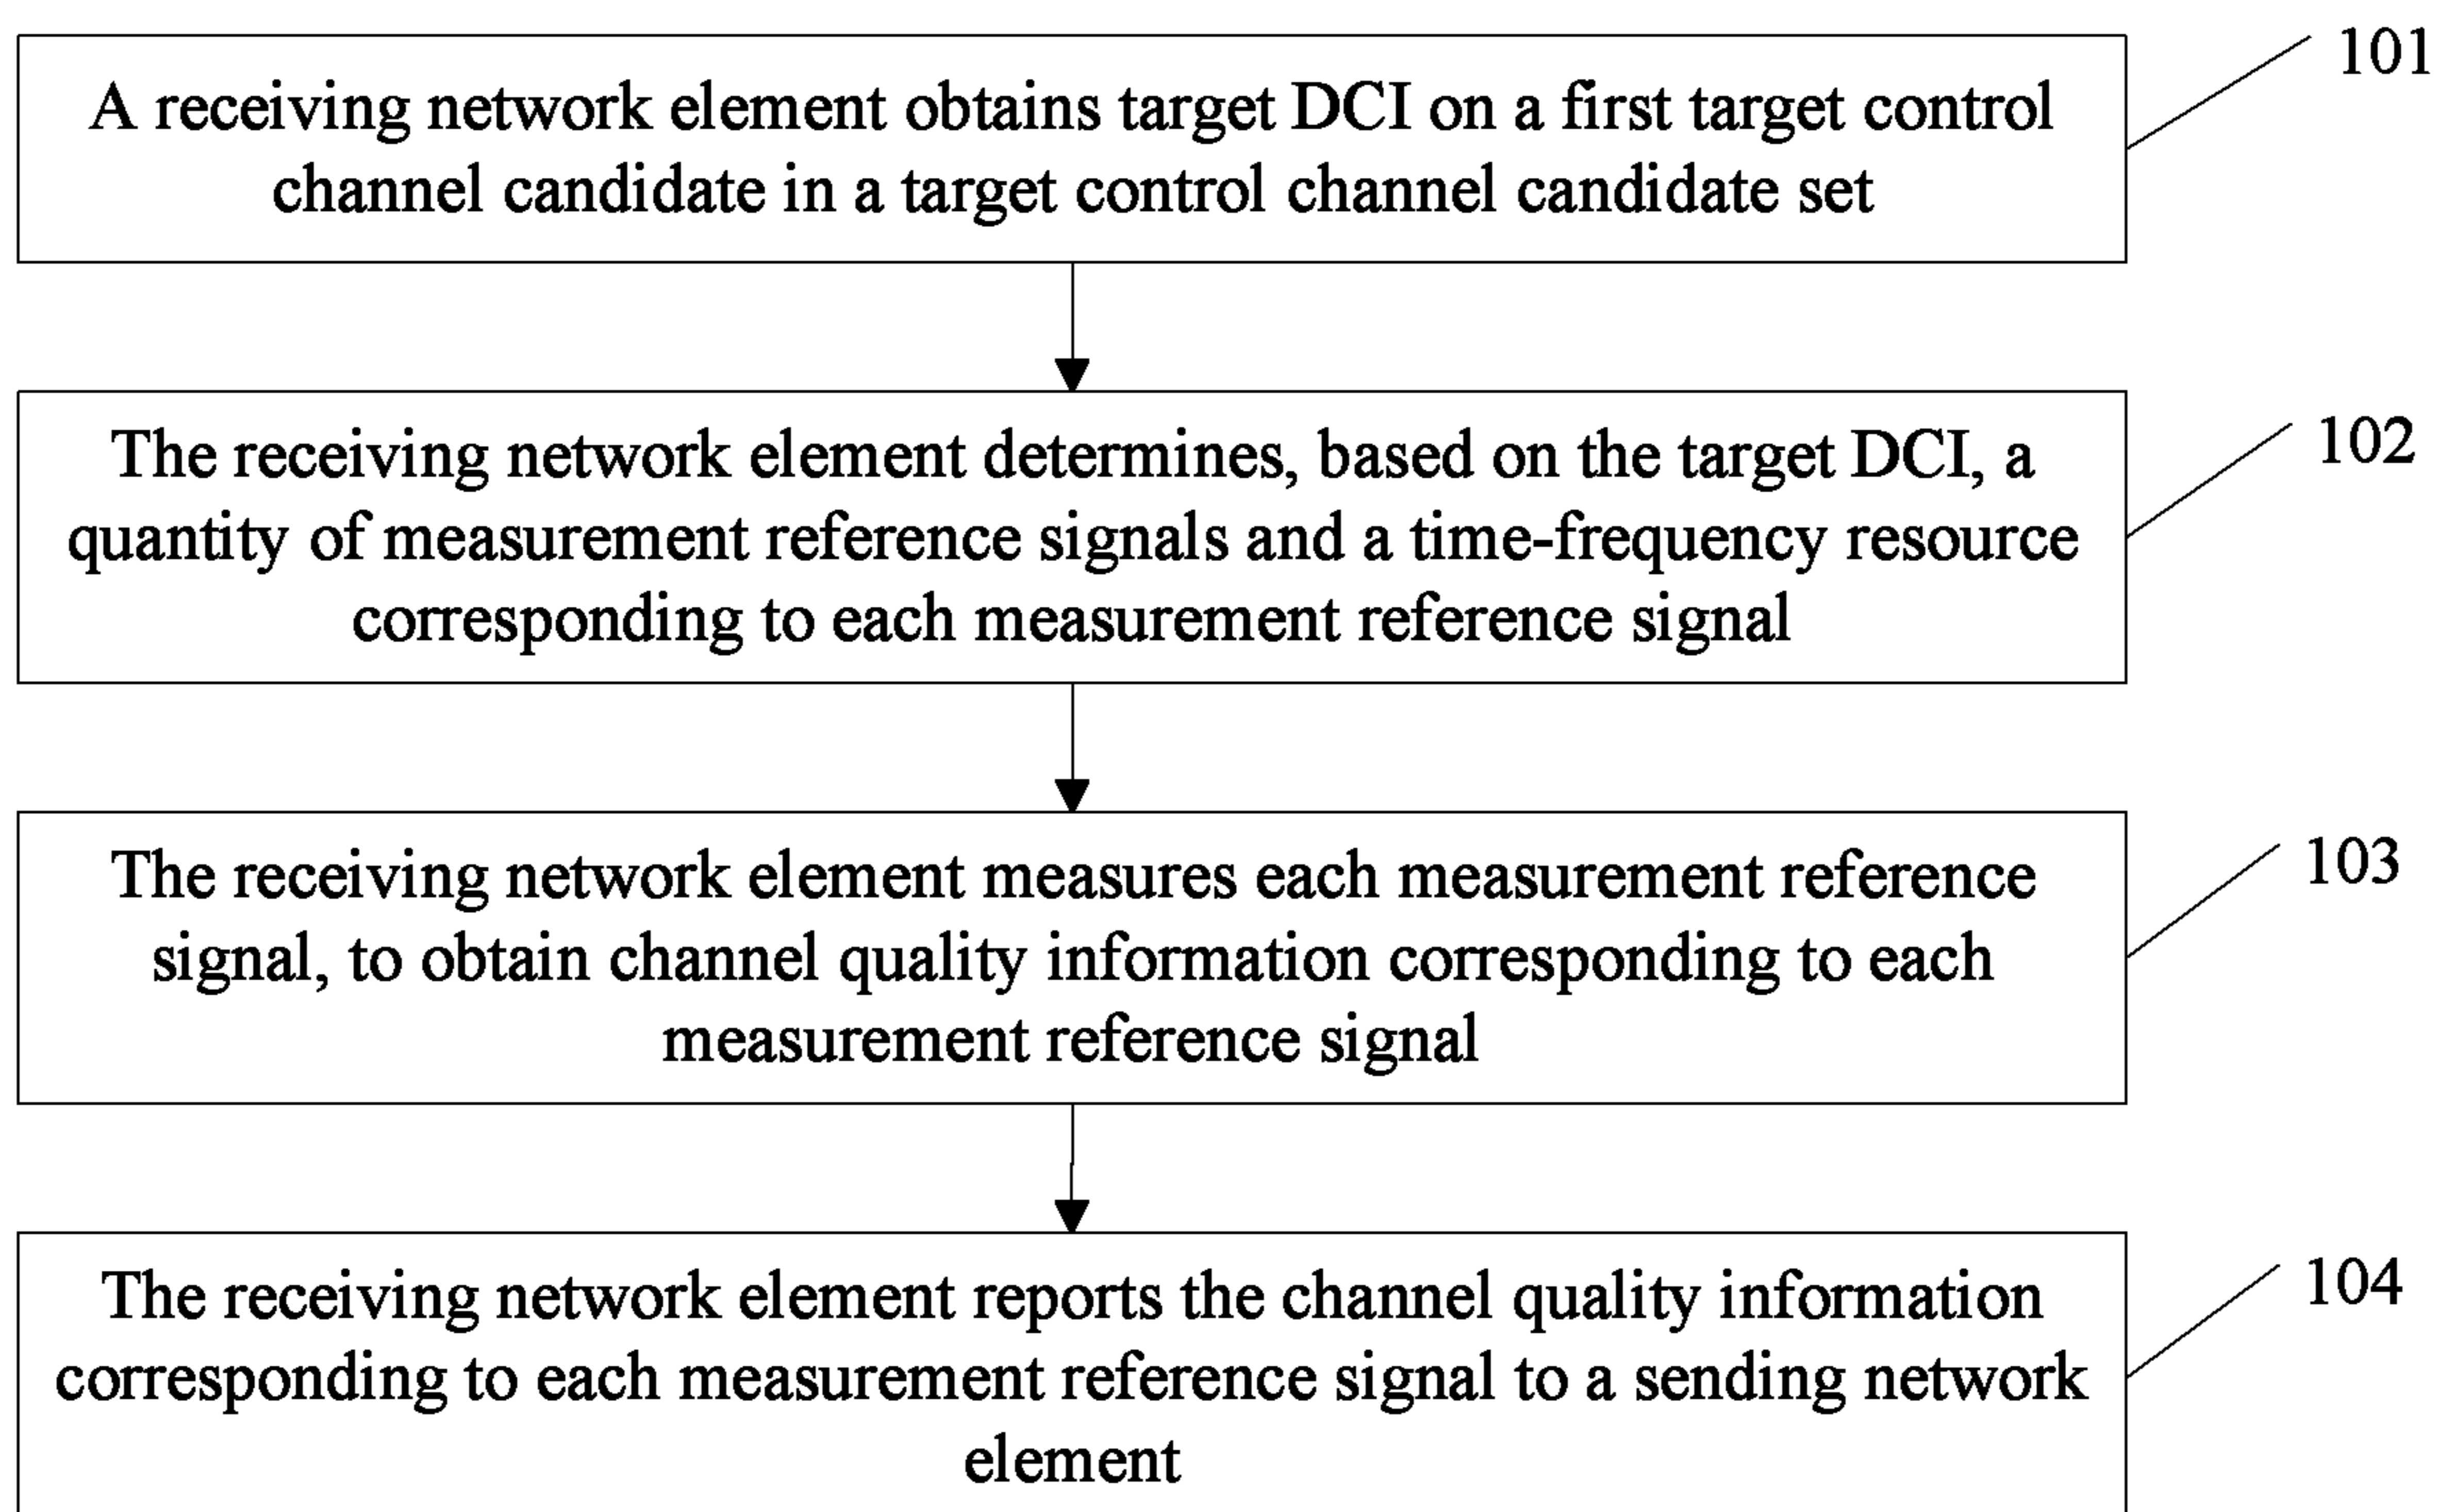 A receiving network element obtains target DCI on a first target control
channel candidate in a target control channel candidate set
101
The receiving network element determines, based on the target DCI, a
quantity of measurement reference signals and a time-frequency resource
corresponding to each measurement reference signal
102
The receiving network element measures each measurement reference
signal, to obtain channel quality information corresponding to each
measurement reference signal
103
The receiving network element reports the channel quality information
corresponding to each measurement reference signal to a sending network
element
104